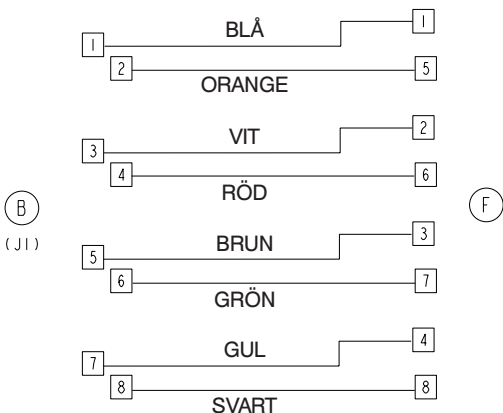 BLÅ
1 1
2 5
ORANGE
VIT
3 2
4 6
RÖD
B F
(J1)
BRUN
5 3
6 7
GRÖN
GUL
7 4
8 8
SVART